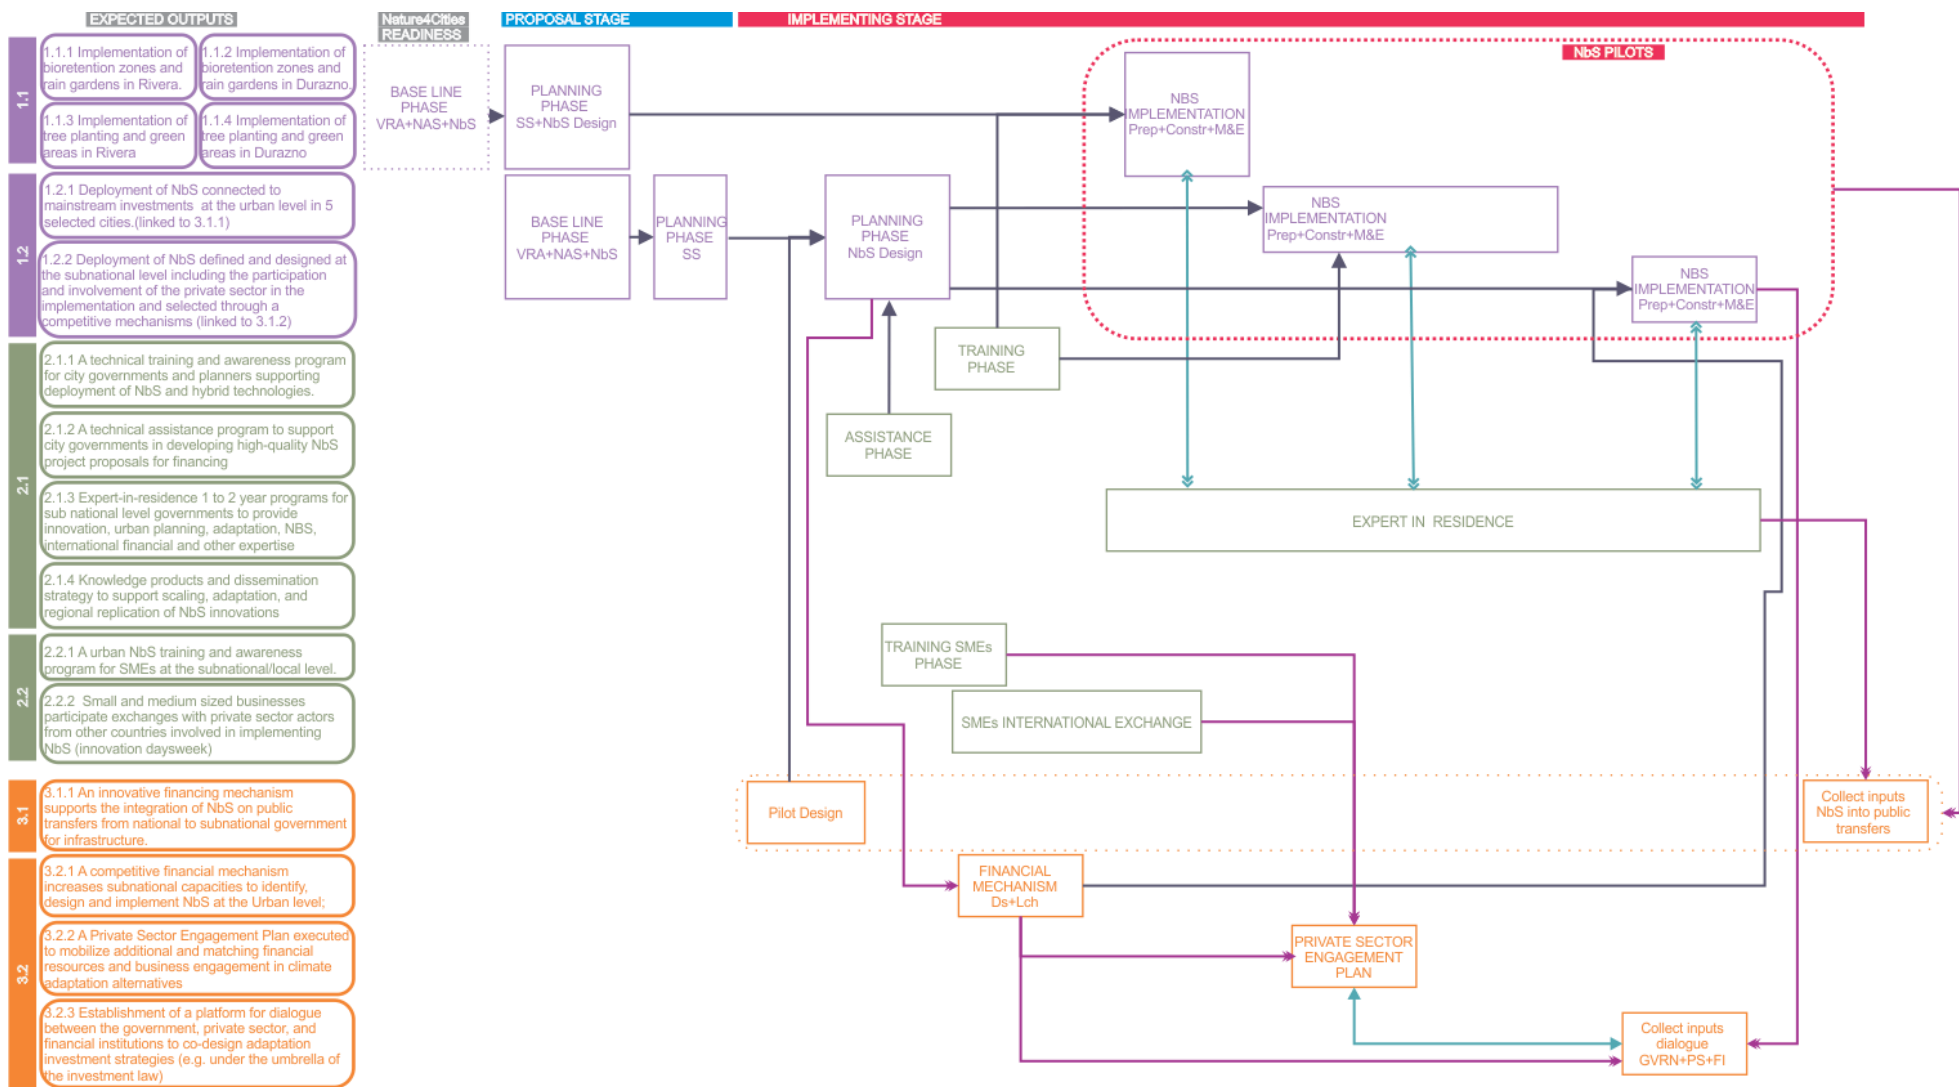 EXPECTED OUTPUTS
Nature4Cities
READINESS
PROPOSAL STAGE
IMPLEMENTING STAGE
1.1
1.1.1 Implementation of
bioretention zones and
rain gardens in Rivera.
1.1.2 Implementation of
bioretention zones and
rain gardens in Durazno.
1.1.3 Implementation of
tree planting and green
areas in Rivera
1.1.4 Implementation of
tree planting and green
areas in Durazno
BASE LINE
PHASE
VRA+NAS+NbS
PLANNING
PHASE
SS+NbS Design
NbS PILOTS
NBS
IMPLEMENTATION
Prep+Constr+M&E
1.2
1.2.1 Deployment of NbS connected to
mainstream investments at the urban level in 5
selected cities.(linked to 3.1.1)
1.2.2 Deployment of NbS defined and designed at
the subnational level including the participation
and involvement of the private sector in the
implementation and selected through a
competitive mechanisms (linked to 3.1.2)
BASE LINE
PHASE
VRA+NAS+NbS
PLANNING
PHASE
SS
PLANNING
PHASE
NbS Design
NBS
IMPLEMENTATION
Prep+Constr+M&E
NBS
IMPLEMENTATION
Prep+Constr+M&E
2.1
2.1.1 A technical training and awareness program
for city governments and planners supporting
deployment of NbS and hybrid technologies.
2.1.2 A technical assistance program to support
city governments in developing high-quality NbS
project proposals for financing
2.1.3 Expert-in-residence 1 to 2 year programs for
sub national level governments to provide
innovation, urban planning, adaptation, NBS,
international financial and other expertise
2.1.4 Knowledge products and dissemination
strategy to support scaling, adaptation, and
regional replication of NbS innovations
TRAINING
PHASE
ASSISTANCE
PHASE
EXPERT IN RESIDENCE
2.2
2.2.1 A urban NbS training and awareness
program for SMEs at the subnational/local level.
2.2.2 Small and medium sized businesses
participate exchanges with private sector actors
from other countries involved in implementing
NbS (innovation daysweek)
TRAINING SMEs
PHASE
SMEs INTERNATIONAL EXCHANGE
3.1
3.1.1 An innovative financing mechanism
supports the integration of NbS on public
transfers from national to subnational government
for infrastructure.
Pilot Design
Collect inputs
NbS into public
transfers
3.2
3.2.1 A competitive financial mechanism
increases subnational capacities to identify,
design and implement NbS at the Urban level;
3.2.2 A Private Sector Engagement Plan executed
to mobilize additional and matching financial
resources and business engagement in climate
adaptation alternatives
3.2.3 Establishment of a platform for dialogue
between the government, private sector, and
financial institutions to co-design adaptation
investment strategies (e.g. under the umbrella of
the investment law)
FINANCIAL
MECHANISM
Ds+Lch
PRIVATE SECTOR
ENGAGEMENT
PLAN
Collect inputs
dialogue
GVRN+PS+FI